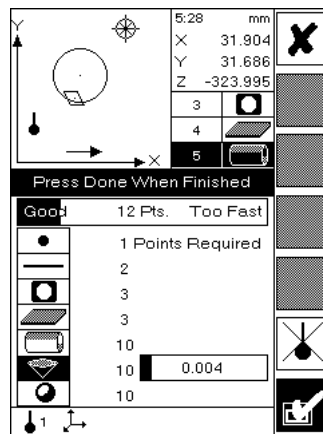 Y
5:28 mm
X 31.904
Y 31.686
Z -323.995
3
4
X
5
Press Done When Finished
Good 12 Pts. Too Fast
1 Points Required
2
3
3
10
10 0.004
10
1